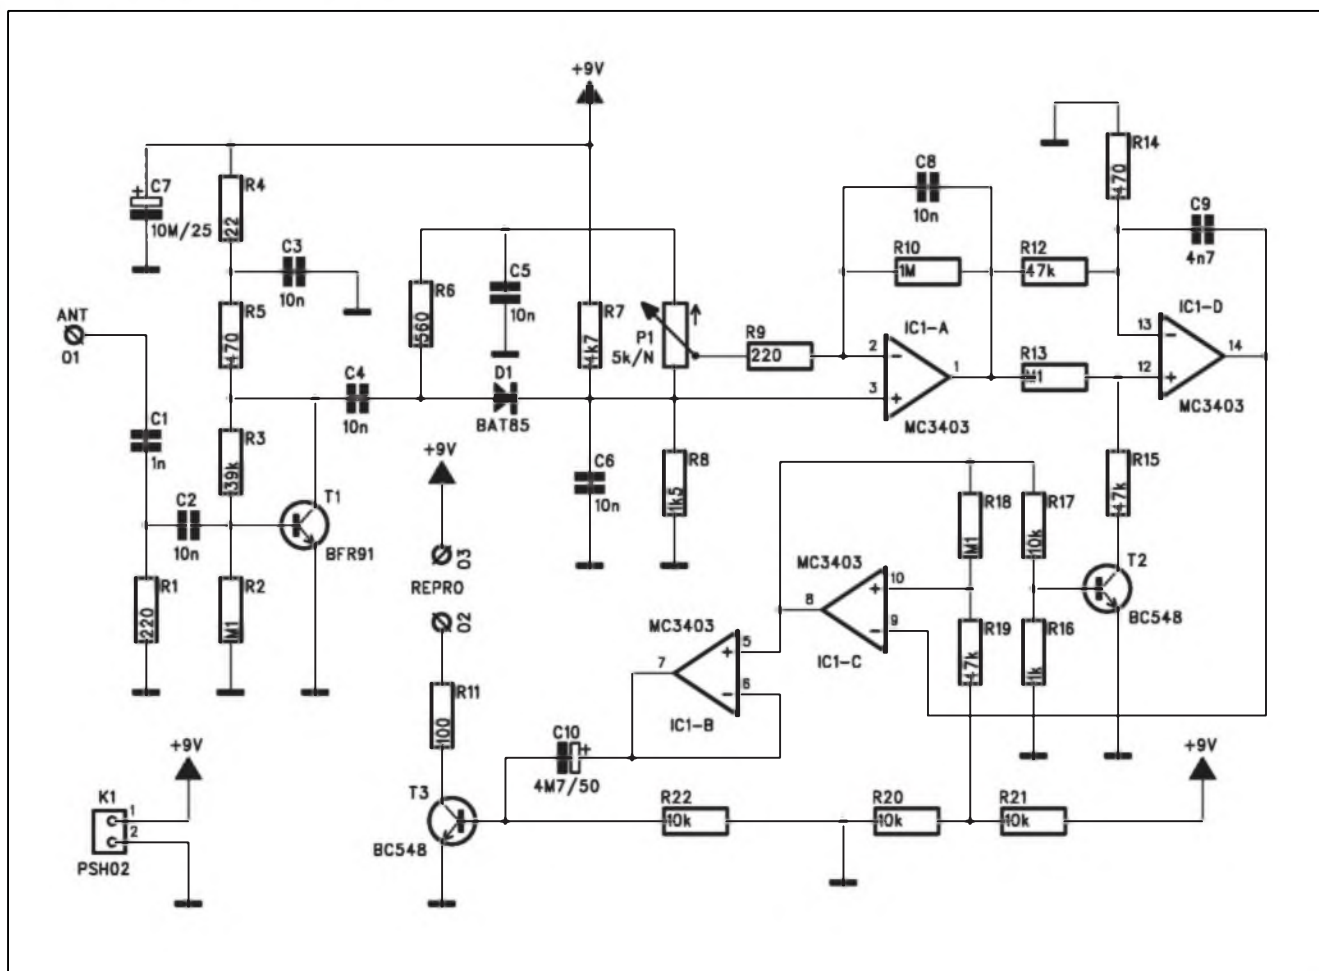 +9V
C7
+
10M/25
R4
22
C3
10n
R5
470
ANT
01
C1
1n
R3
39k
C2
10n
T1
BFR91
R1
220
R2
M1
C4
10n
R6
560
C5
10n
D1
BAT85
R7
4k7
P1
5k/N
R9
220
C6
10n
R8
1k5
C8
10n
R10
1M
R12
47k
R14
470
C9
4n7
IC1-A
2
-
3
+
1
MC3403
R13
M1
IC1-D
13
-
12
+
14
MC3403
R15
47k
+9V
03
REPRO
02
R11
100
MC3403
5
+
6
-
7
IC1-B
MC3403
10
+
9
-
8
IC1-C
R18
M1
R17
10k
R19
47k
R16
1k
T2
BC548
C10
+
4M7/50
T3
BC548
R22
10k
R20
10k
R21
10k
+9V
+9V
K1
1
2
PSH02